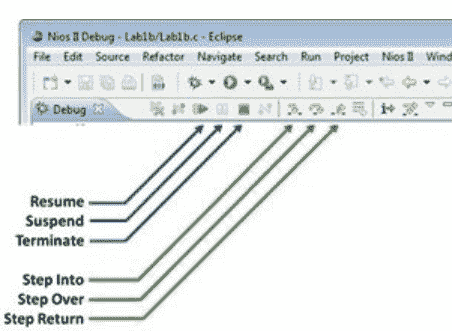 Nios II Debug - Lab1b/Lab1b.c - Eclipse
File Edit Source Refactor Navigate Search Run Project Nios II Wind
Debug
Resume
Suspend
Terminate
Step Into
Step Over
Step Return